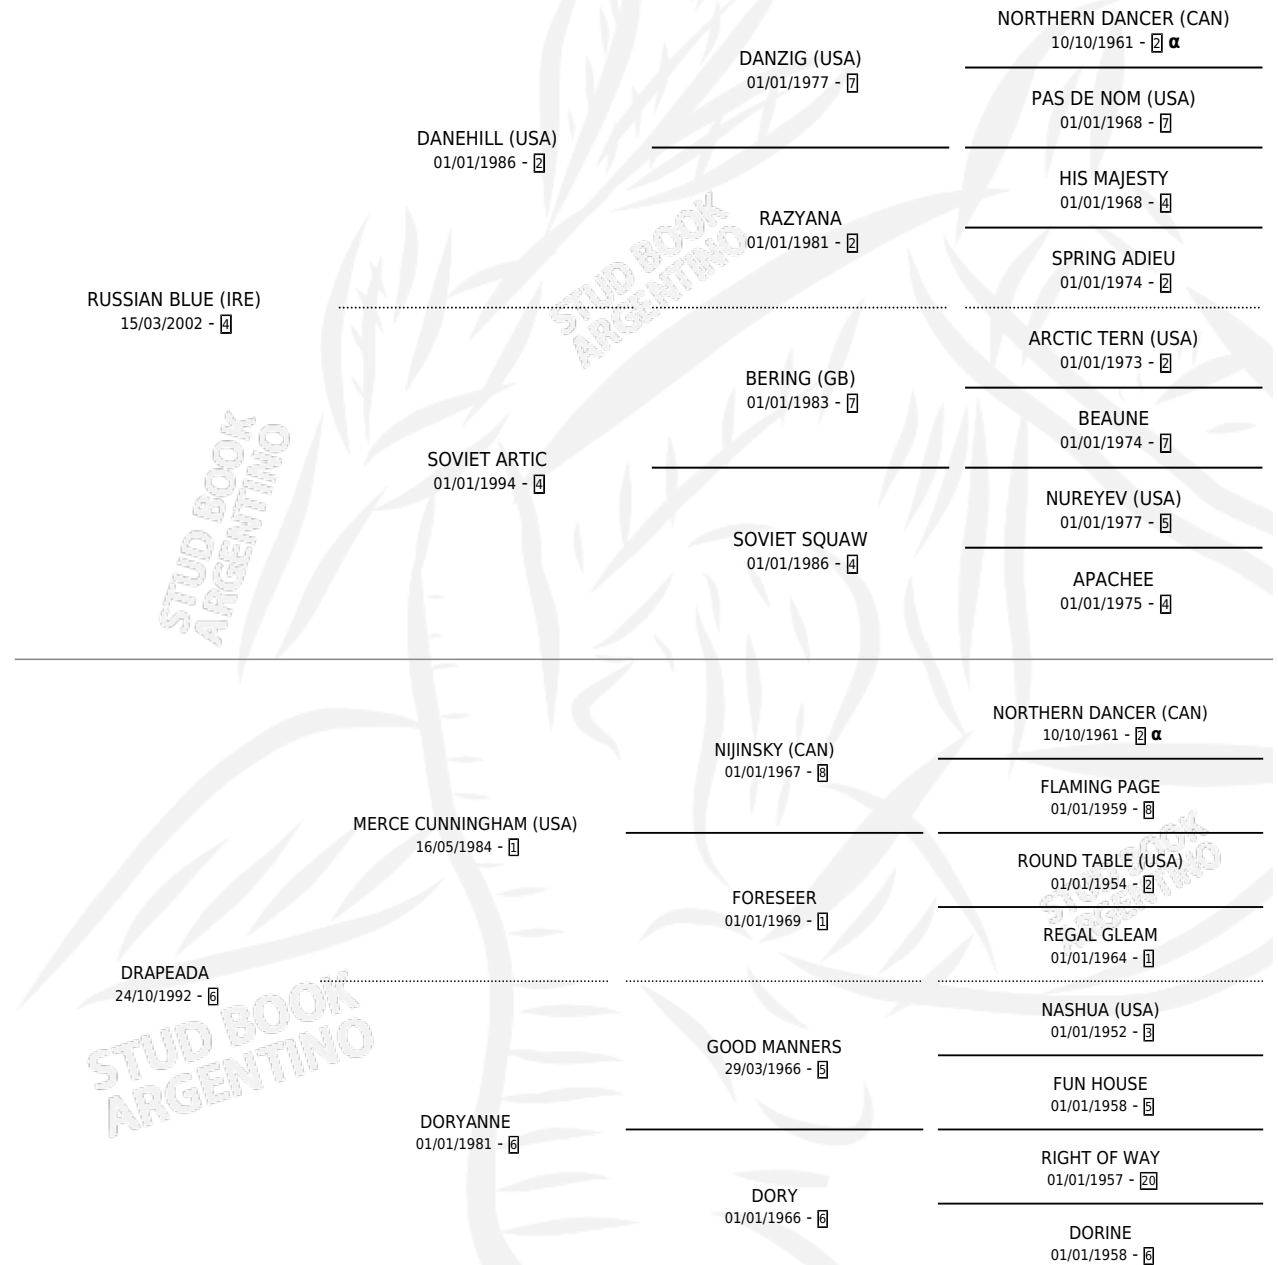 NORTHERN DANCER (CAN)
10/10/1961 - 2 α
DANZIG (USA)
01/01/1977 - 7
PAS DE NOM (USA)
01/01/1968 - 7
DANEHILL (USA)
01/01/1986 - 2
HIS MAJESTY
01/01/1968 - 4
RAZYANA
01/01/1981 - 2
SPRING ADIEU
01/01/1974 - 2
RUSSIAN BLUE (IRE)
15/03/2002 - 4
ARCTIC TERN (USA)
01/01/1973 - 2
BERING (GB)
01/01/1983 - 7
BEAUNE
01/01/1974 - 7
SOVIET ARTIC
01/01/1994 - 4
NUREYEV (USA)
01/01/1977 - 5
SOVIET SQUAW
01/01/1986 - 4
APACHEE
01/01/1975 - 4
NORTHERN DANCER (CAN)
10/10/1961 - 2 α
NIJINSKY (CAN)
01/01/1967 - 8
FLAMING PAGE
01/01/1959 - 8
MERCE CUNNINGHAM (USA)
16/05/1984 - 1
ROUND TABLE (USA)
01/01/1954 - 2
FORESEER
01/01/1969 - 1
REGAL GLEAM
01/01/1964 - 1
DRAPEADA
24/10/1992 - 6
NASHUA (USA)
01/01/1952 - 3
GOOD MANNERS
29/03/1966 - 5
FUN HOUSE
01/01/1958 - 5
DORYANNE
01/01/1981 - 6
RIGHT OF WAY
01/01/1957 - 20
DORY
01/01/1966 - 6
DORINE
01/01/1958 - 6
STUD BOOK
ARGENTINO
STUD BOOK
ARGENTINO
STUD BOOK
ARGENTINO
STUD BOOK
ARGENTINO